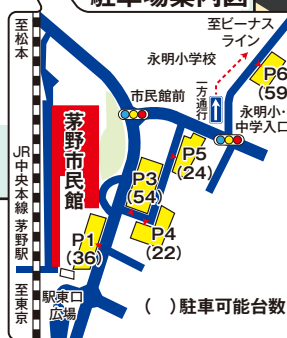 駐車場案内図
至松本
至ビーナス
ライン
永明小学校
P6
(59)
一方通行
市民館前
永明小・
中学入口
茅野市民館
P5
(24)
P3
(54)
JR中央本線 茅野駅
P4
(22)
P1
(36)
至東京
駅東口
広場
( )駐車可能台数